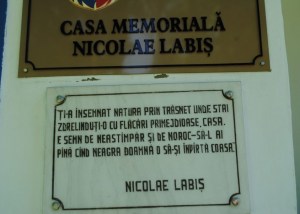 CASA MEMORIALĂ
NICOLAE LABIȘ
ȚI-A ÎNSEMNAT NATURA PRIN TRĂSNET UNDE STAI
ZDRELINDU-ȚI-O CU FLĂCĂRI PRIMEJDIOASE, CASA.
E SEMN DE NEASTÎMPĂR ȘI DE NOROC-SĂ-L AI
PÎNĂ CÎND NEAGRA DOAMNĂ O SĂ-ȘI ÎNFIRTĂ COASA.
NICOLAE LABIȘ